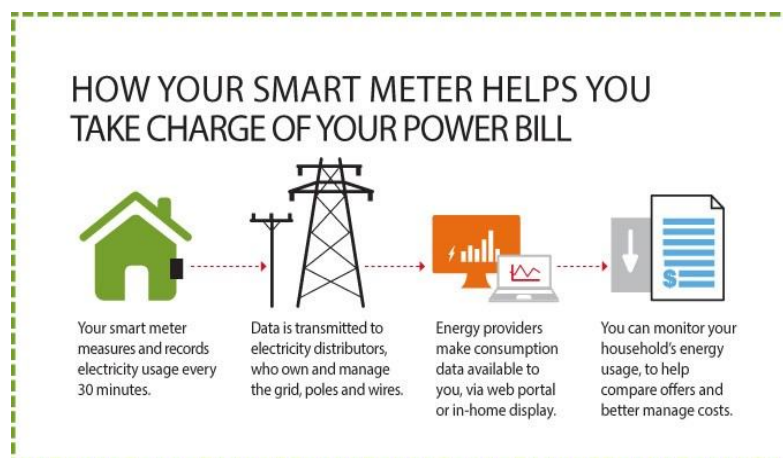 HOW YOUR SMART METER HELPS YOU
TAKE CHARGE OF YOUR POWER BILL
Your smart meter
measures and records
electricity usage every
30 minutes.
Data is transmitted to
electricity distributors,
who own and manage
the grid, poles and wires.
Energy providers
make consumption
data available to
you, via web portal
or in-home display.
$
You can monitor your
household's energy
usage, to help
compare offers and
better manage costs.